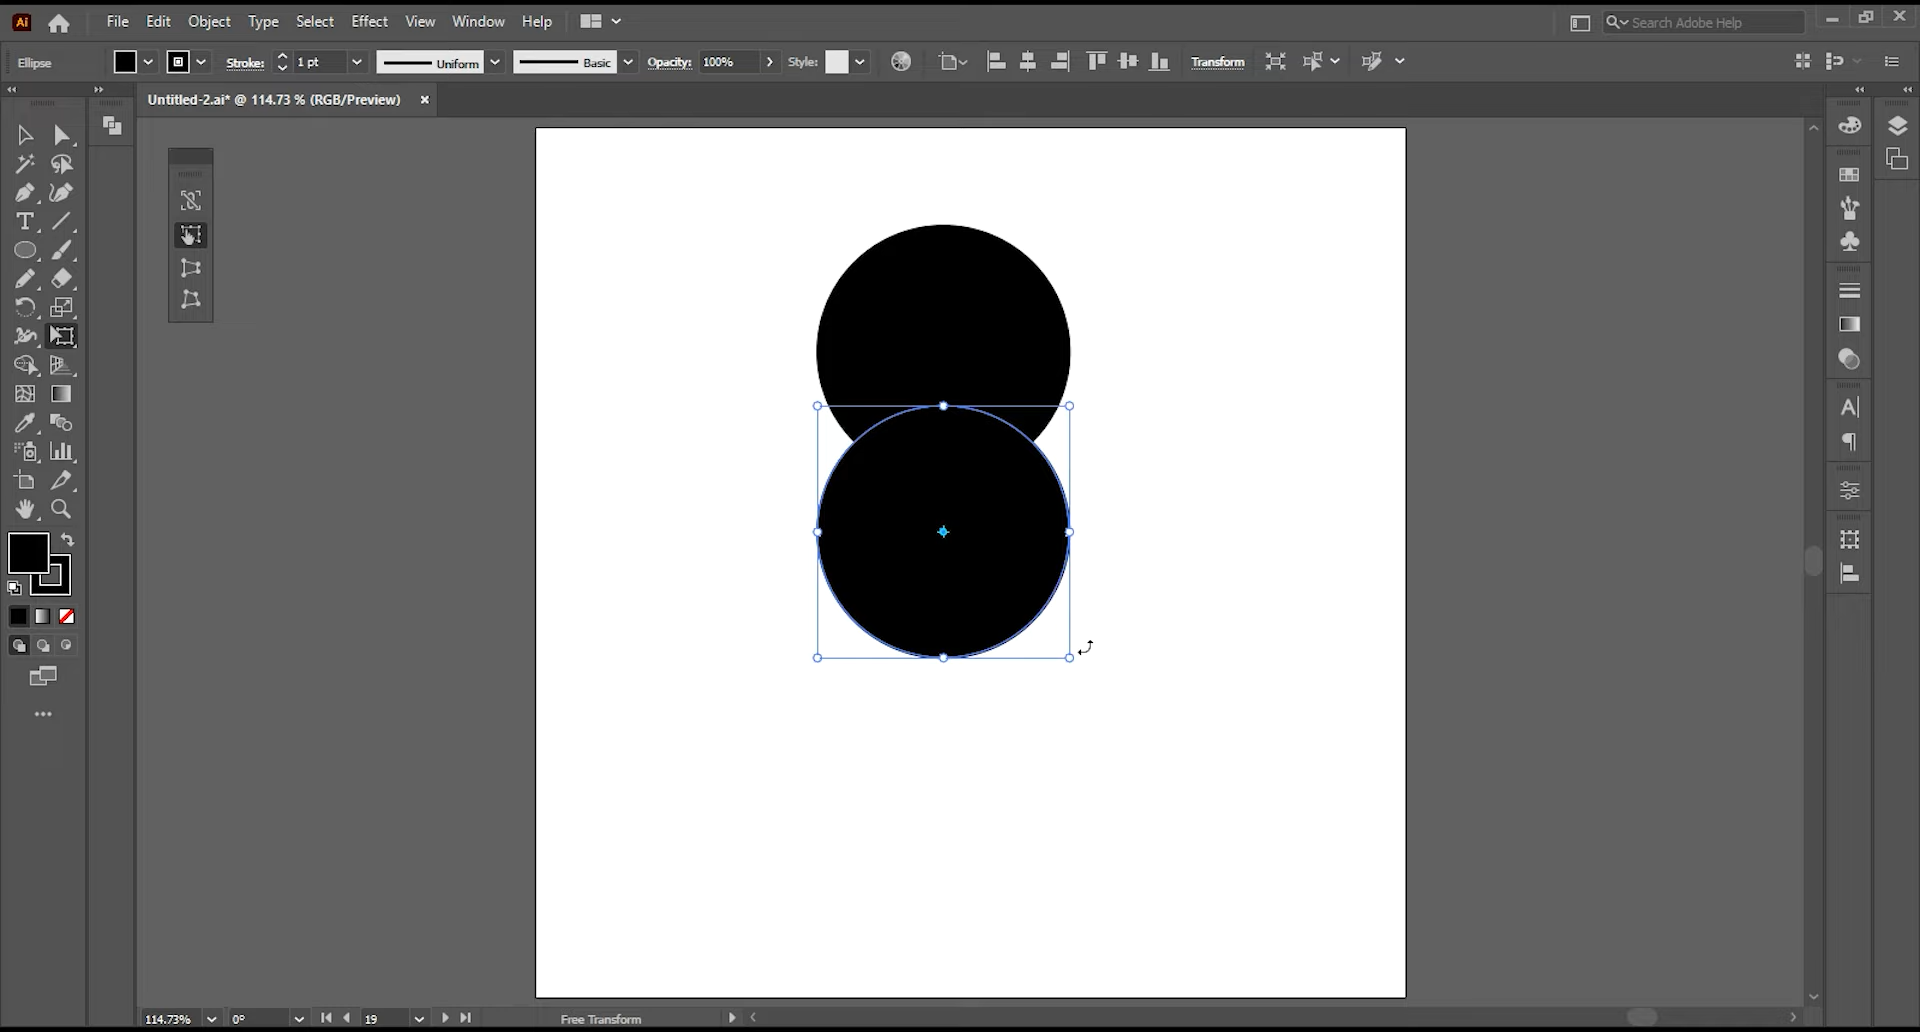 Ai File Edit Object Type Select Effect View Window Help Search Adobe Help
Ellipse Stroke: 1 pt Uniform Basic Opacity: 100% Style: Transform
Untitled-2.ai* @ 114.73 % (RGB/Preview)
114.73% 0° 19 Free Transform